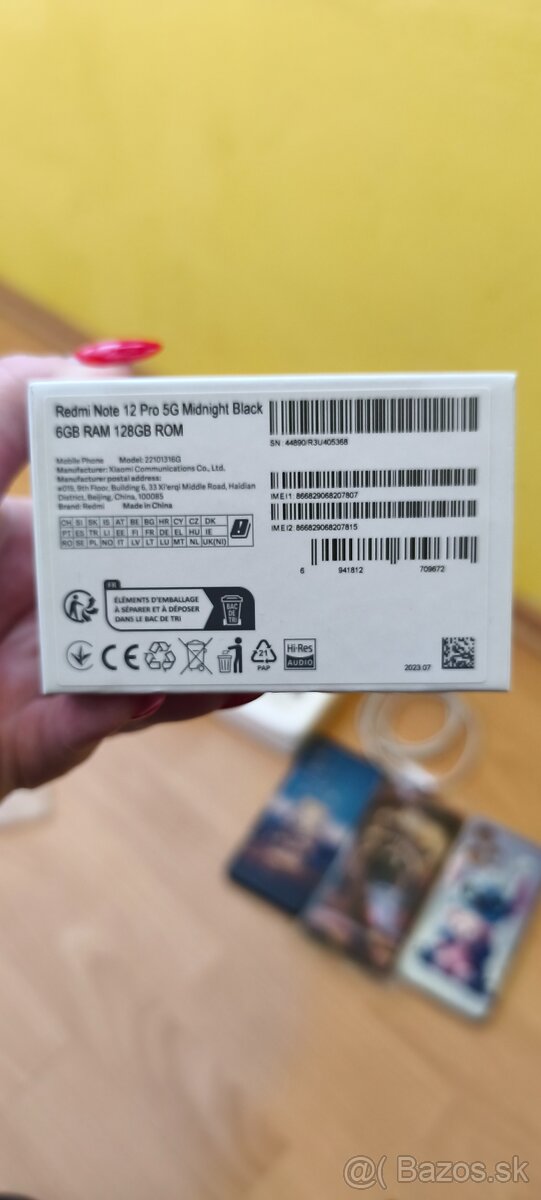 Redmi Note 12 Pro 5G Midnight Black
6GB RAM 128GB ROM
Mobile Phone Model: 22101316G
Manufacturer: Xiaomi Communications Co., Ltd.
Manufacturer postal address:
#019, 9th Floor, Building 6, 33 Xi'erqi Middle Road, Haidian
District, Beijing, China, 100085
Brand: Redmi Made in China
CH SI SK IS AT BE BG HR CY CZ DK
PT ES TR LI EE FI FR DE EL HU IE
RO SE PL NO IT LV LT LU MT NL UK(NI)
SN: 44890/R3U405368
IMEI1 866829068207807
IMEI2 866829068207815
6 941812 709672
FR
ÉLÉMENTS D'EMBALLAGE
À SÉPARER ET À DÉPOSER
DANS LE BAC DE TRI
BAC
DE
TRI
CE
21
PAP
Hi-Res
AUDIO
2023.07
@( Bazos.sk